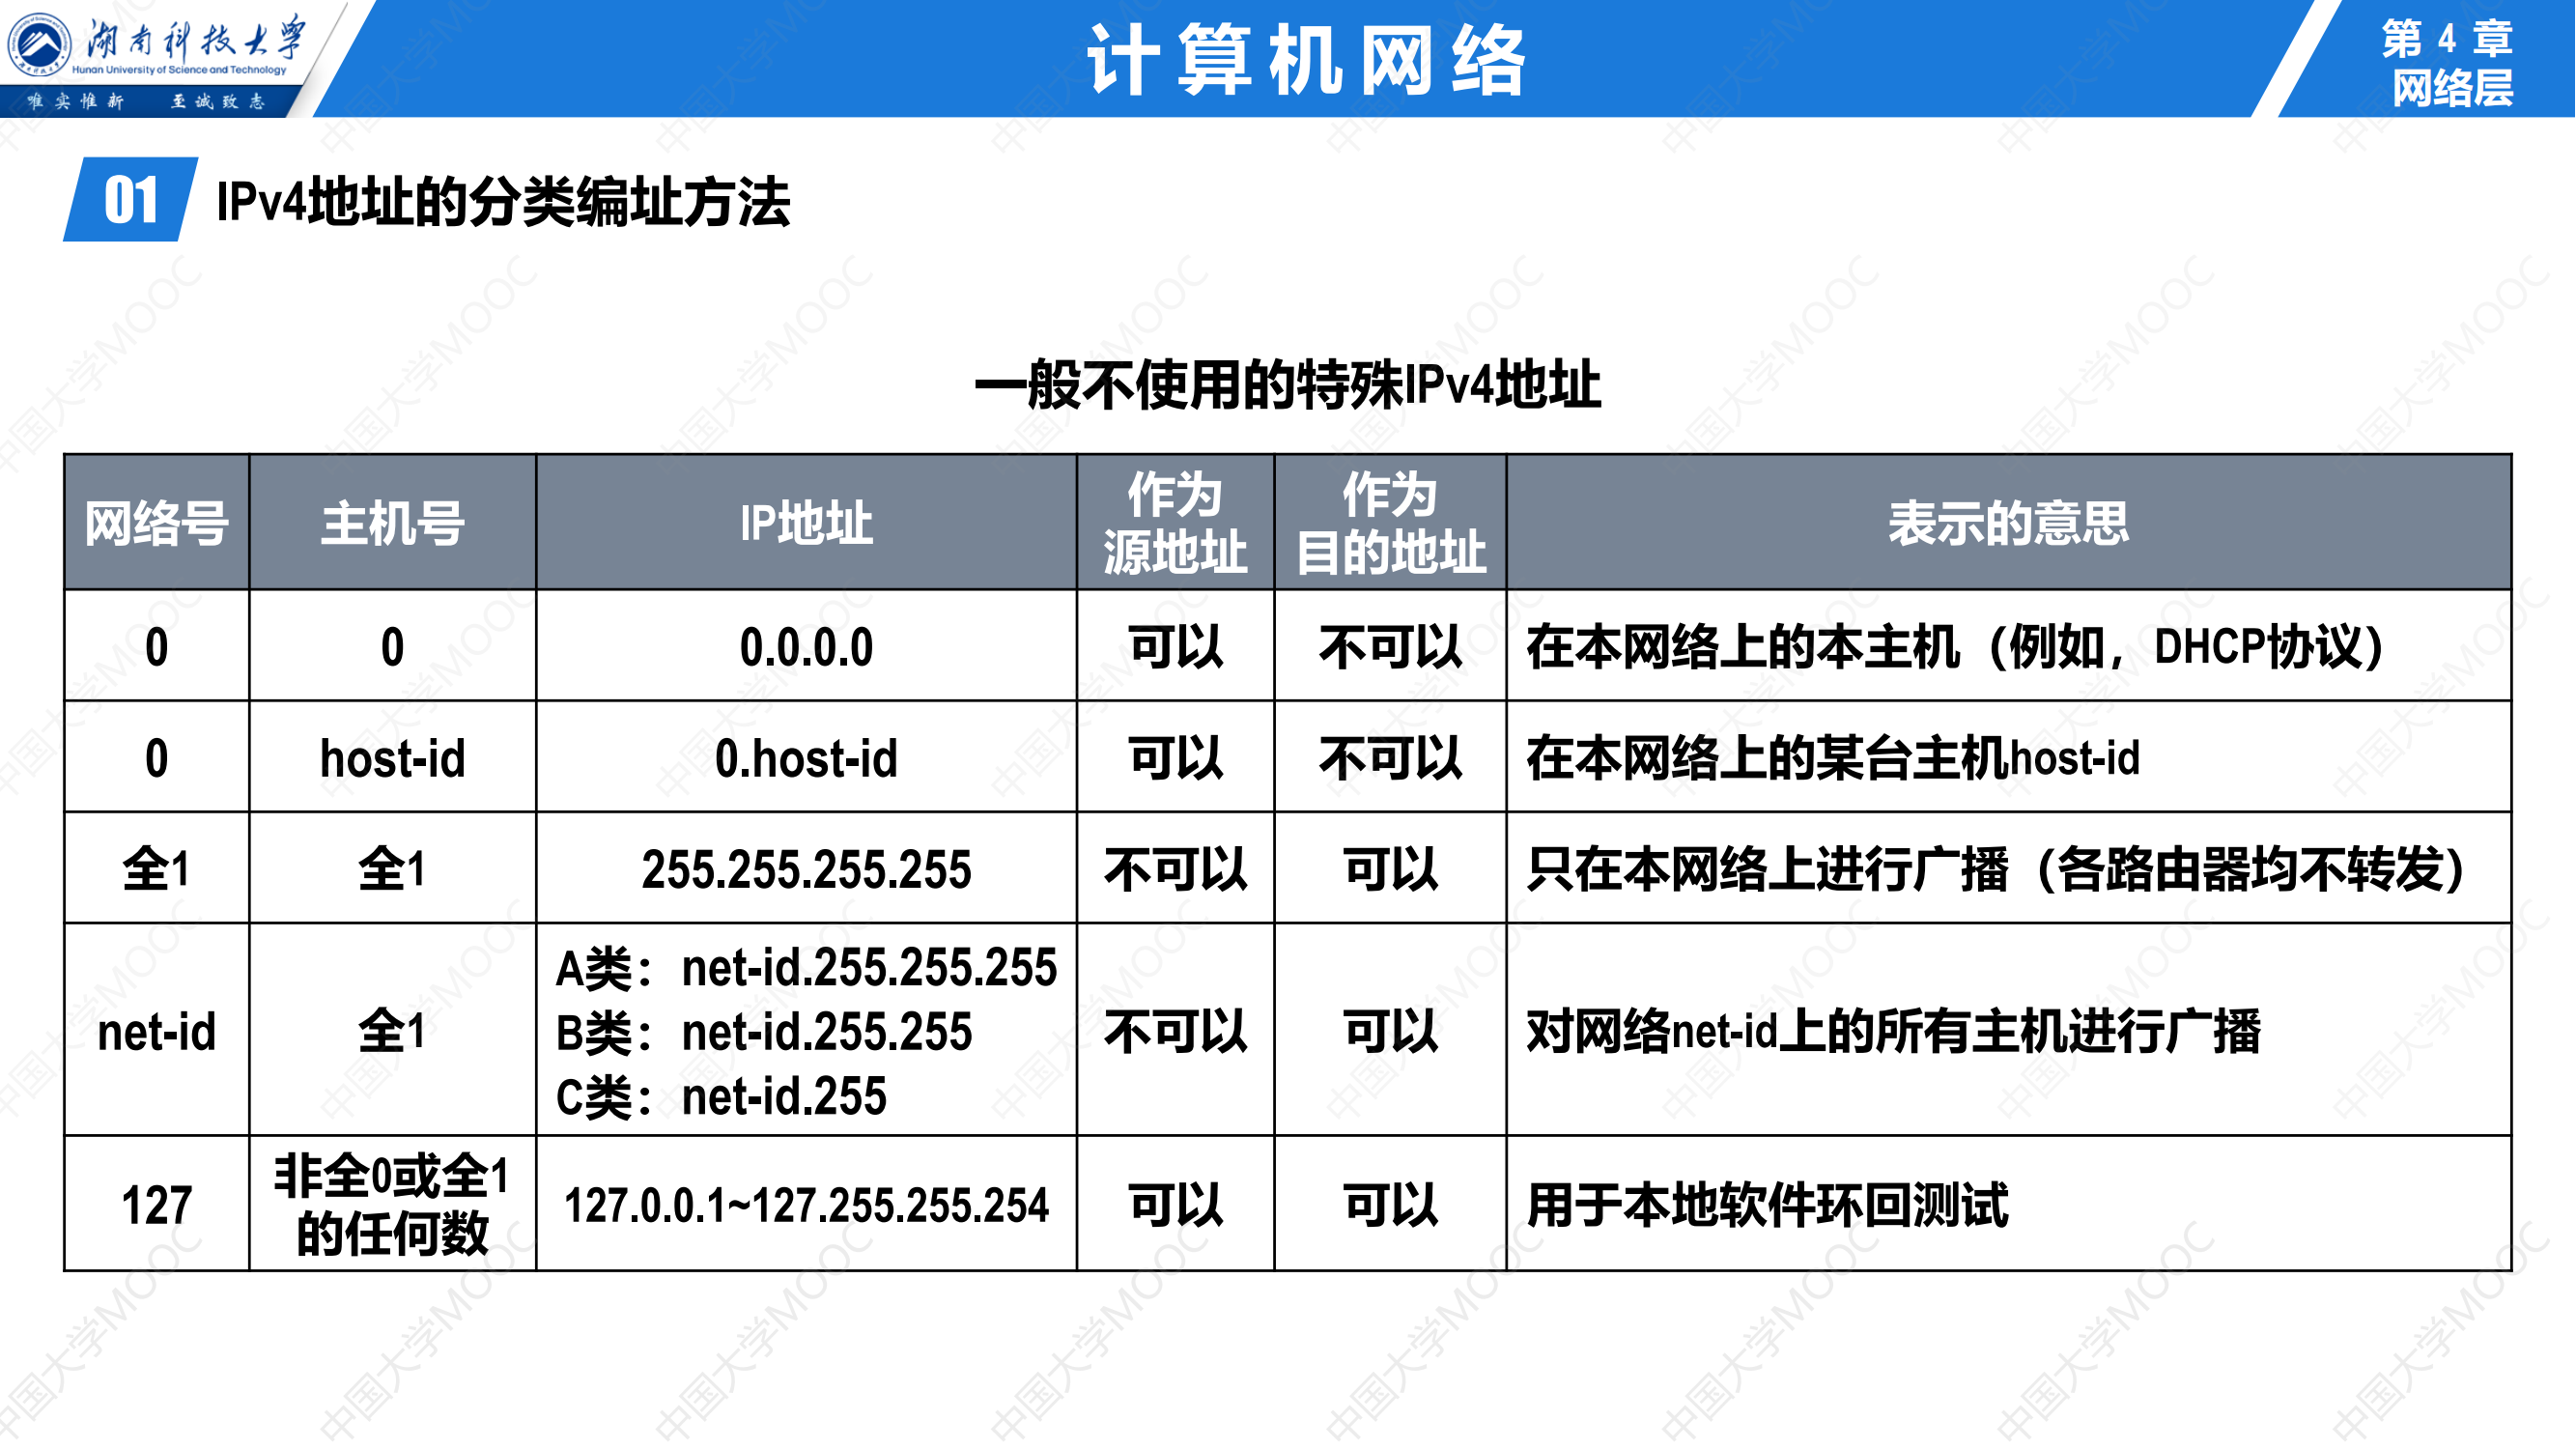 湖南科技大学
Hunan University of Science and Technology
唯实惟新 至诚致志
计算机网络
第 4 章
网络层
01 IPv4地址的分类编址方法
一般不使用的特殊IPv4地址
网络号 主机号 IP地址 作为源地址 作为目的地址 表示的意思
0 0 0.0.0.0 可以 不可以 在本网络上的本主机（例如，DHCP协议）
0 host-id 0.host-id 可以 不可以 在本网络上的某台主机host-id
全1 全1 255.255.255.255 不可以 可以 只在本网络上进行广播（各路由器均不转发）
net-id 全1 A类：net-id.255.255.255
B类：net-id.255.255
C类：net-id.255
不可以 可以 对网络net-id上的所有主机进行广播
127 非全0或全1的任何数 127.0.0.1~127.255.255.254 可以 可以 用于本地软件环回测试
中国大学MOOC